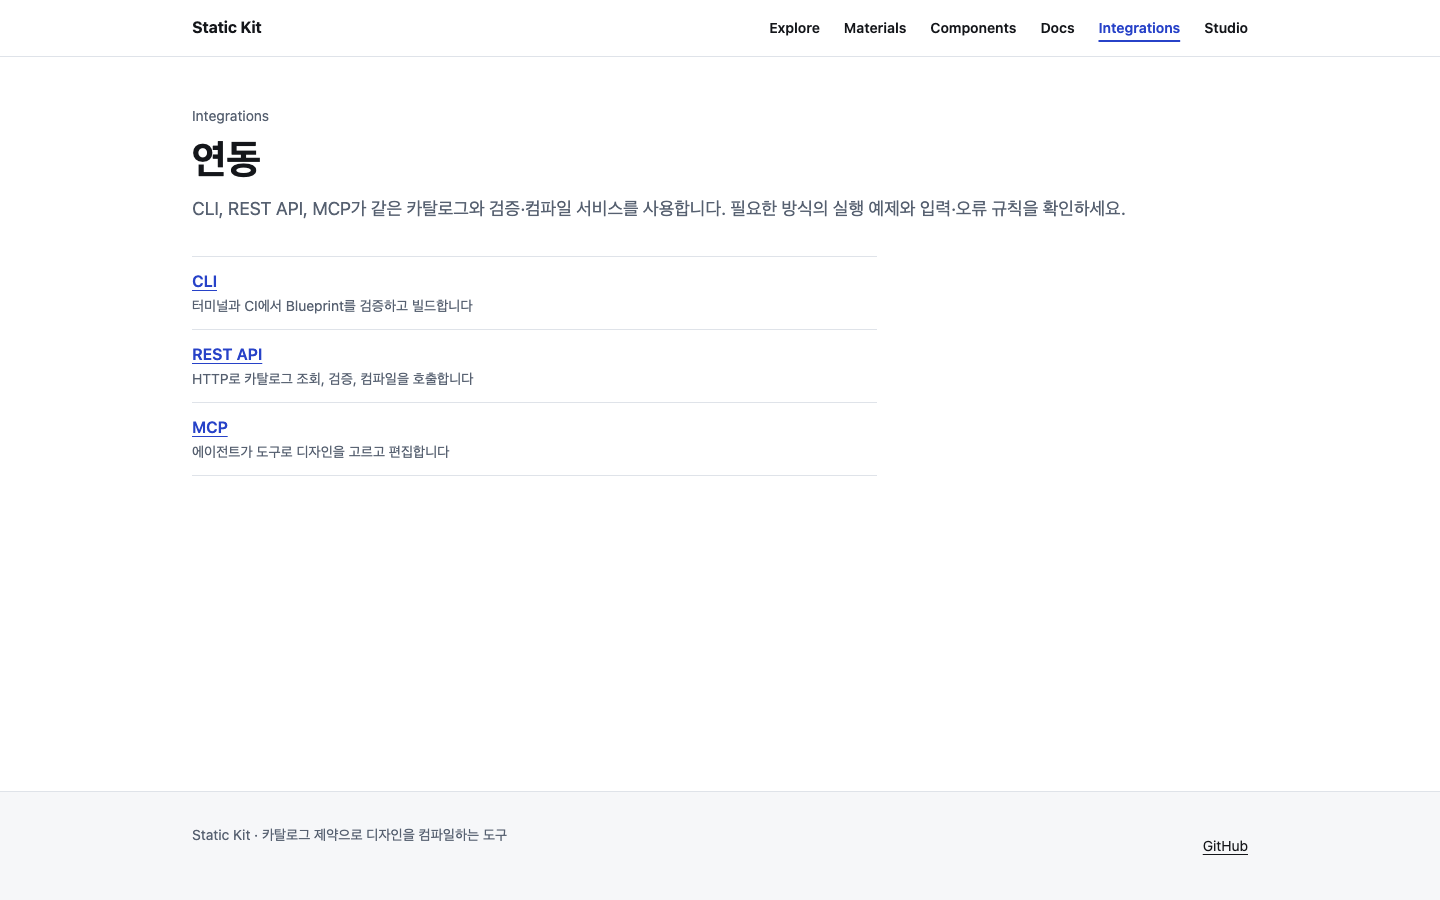 Static Kit
Explore Materials Components Docs Integrations Studio
Integrations
연동
CLI, REST API, MCP가 같은 카탈로그와 검증·컴파일 서비스를 사용합니다. 필요한 방식의 실행 예제와 입력·오류 규칙을 확인하세요.
CLI
터미널과 CI에서 Blueprint를 검증하고 빌드합니다
REST API
HTTP로 카탈로그 조회, 검증, 컴파일을 호출합니다
MCP
에이전트가 도구로 디자인을 고르고 편집합니다
Static Kit · 카탈로그 제약으로 디자인을 컴파일하는 도구
GitHub